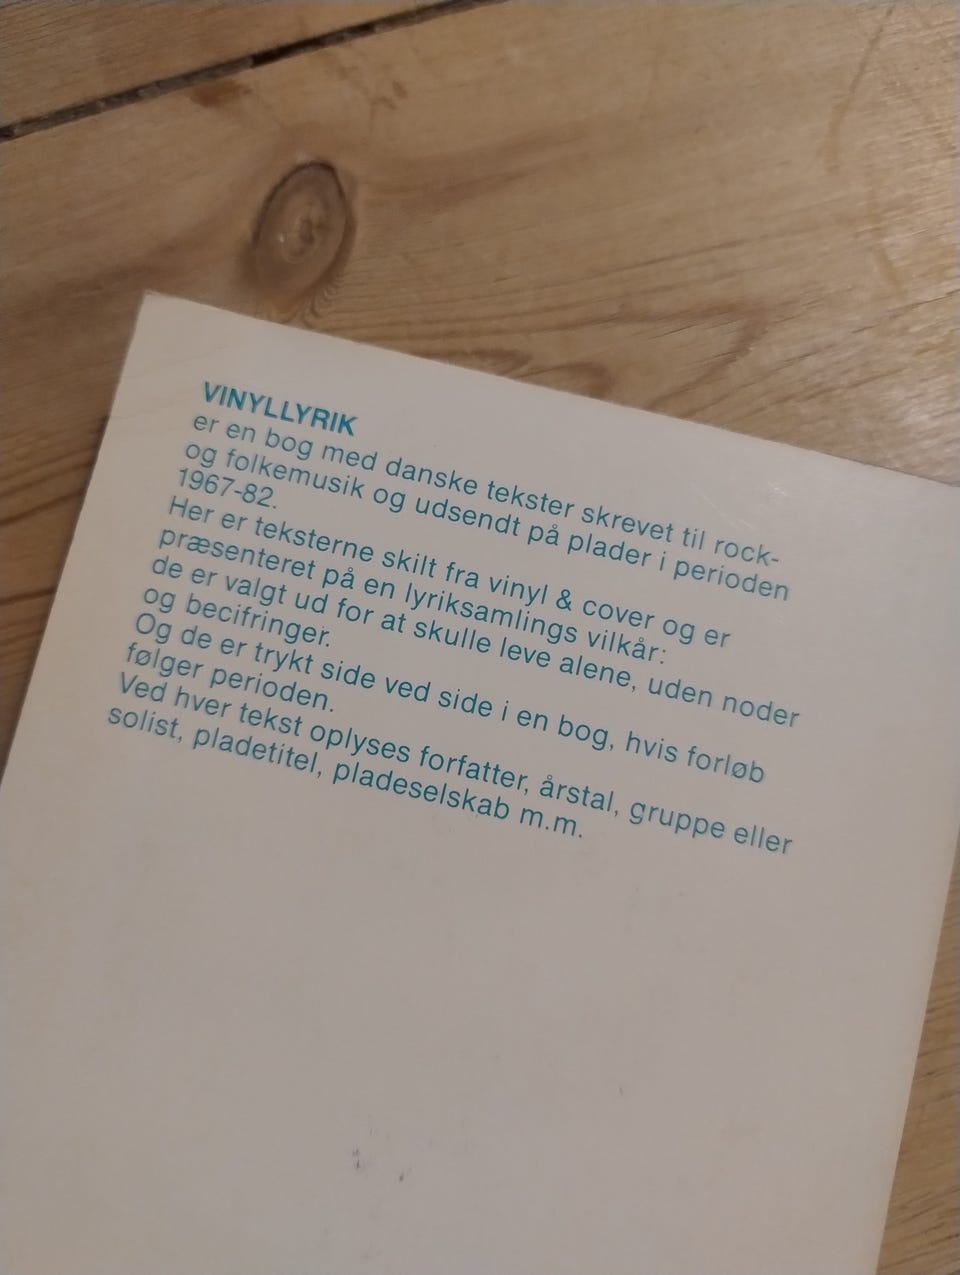 VINYLLYRIK
er en bog med danske tekster skrevet til rock-
og folkemusik og udsendt på plader i perioden
1967-82.
Her er teksterne skilt fra vinyl & cover og er
præsenteret på en lyriksamlings vilkår:
de er valgt ud for at skulle leve alene, uden noder
og becifringer.
Og de er trykt side ved side i en bog, hvis forløb
følger perioden.
Ved hver tekst oplyses forfatter, årstal, gruppe eller
solist, pladetitel, pladeselskab m.m.